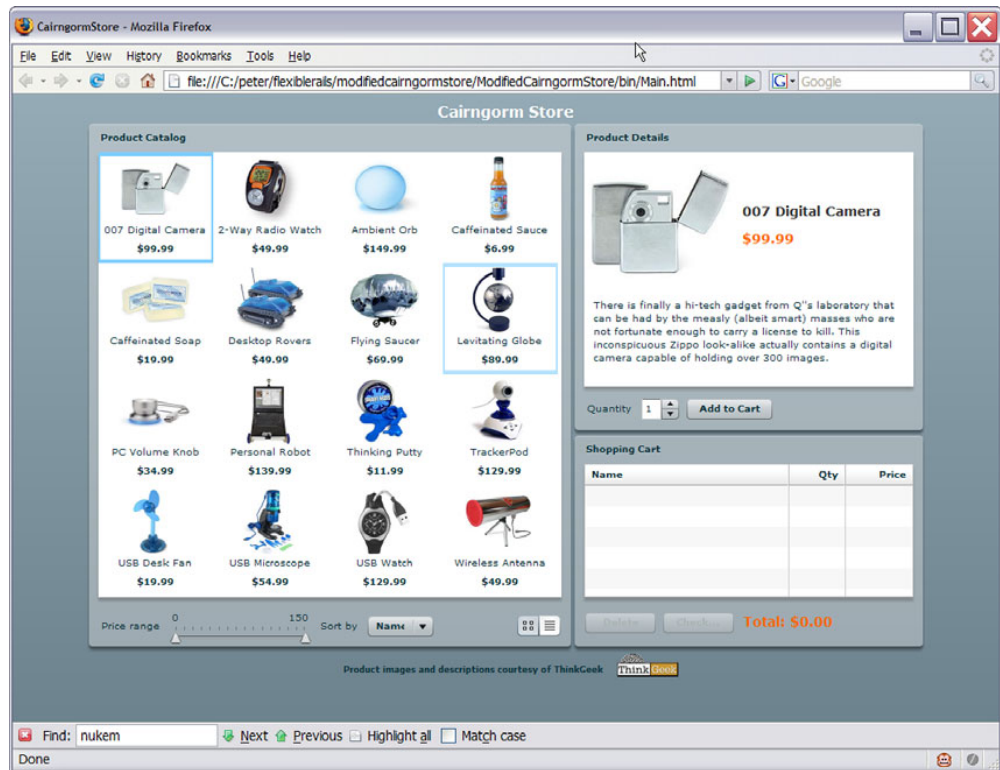 CairngormStore - Mozilla Firefox
File Edit View History Bookmarks Tools Help
file:///C:/peter/flexiblerails/modifiedcairngormstore/ModifiedCairngormStore/bin/Main.html
G Google
Cairngorm Store
Product Catalog
007 Digital Camera 2-Way Radio Watch Ambient Orb Caffeinated Sauce
$99.99 $49.99 $149.99 $6.99
Caffeinated Soap Desktop Rovers Flying Saucer Levitating Globe
$19.99 $49.99 $69.99 $89.99
PC Volume Knob Personal Robot Thinking Putty TrackerPod
$34.99 $139.99 $11.99 $129.99
USB Desk Fan USB Microscope USB Watch Wireless Antenna
$19.99 $54.99 $129.99 $49.99
Price range 0 150 Sort by Name
Product Details
007 Digital Camera
$99.99
There is finally a hi-tech gadget from Q''s laboratory that
can be had by the measly (albeit smart) masses who are
not fortunate enough to carry a license to kill. This
inconspicuous Zippo look-alike actually contains a digital
camera capable of holding over 300 images.
Quantity 1 Add to Cart
Shopping Cart
Name Qty Price
Delete Check... Total: $0.00
Product images and descriptions courtesy of ThinkGeek ThinkGeek
Find: nukem Next Previous Highlight all Match case
Done